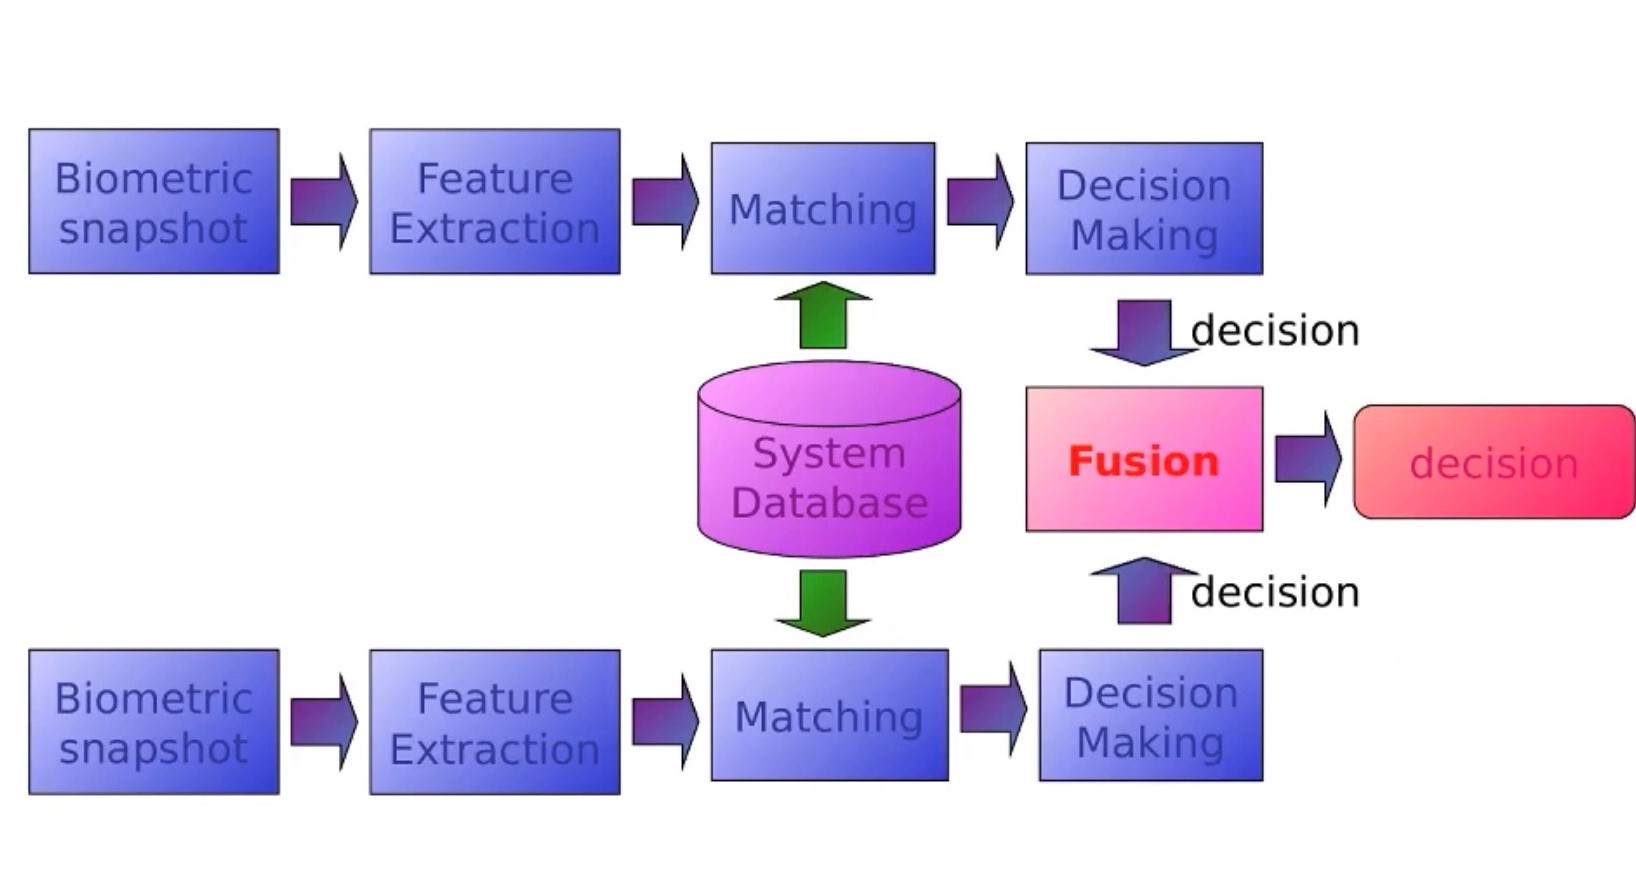 Biometric
snapshot
Feature
Extraction
Matching
Decision
Making
decision
System
Database
Fusion
decision
decision
Biometric
snapshot
Feature
Extraction
Matching
Decision
Making